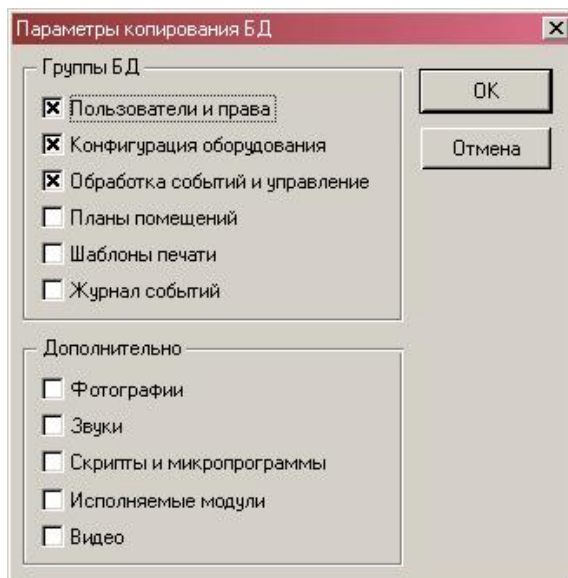 Параметры копирования БД
Группы БД
Пользователи и права
Конфигурация оборудования
Обработка событий и управление
Планы помещений
Шаблоны печати
Журнал событий
OK
Отмена
Дополнительно
Фотографии
Звуки
Скрипты и микропрограммы
Исполняемые модули
Видео